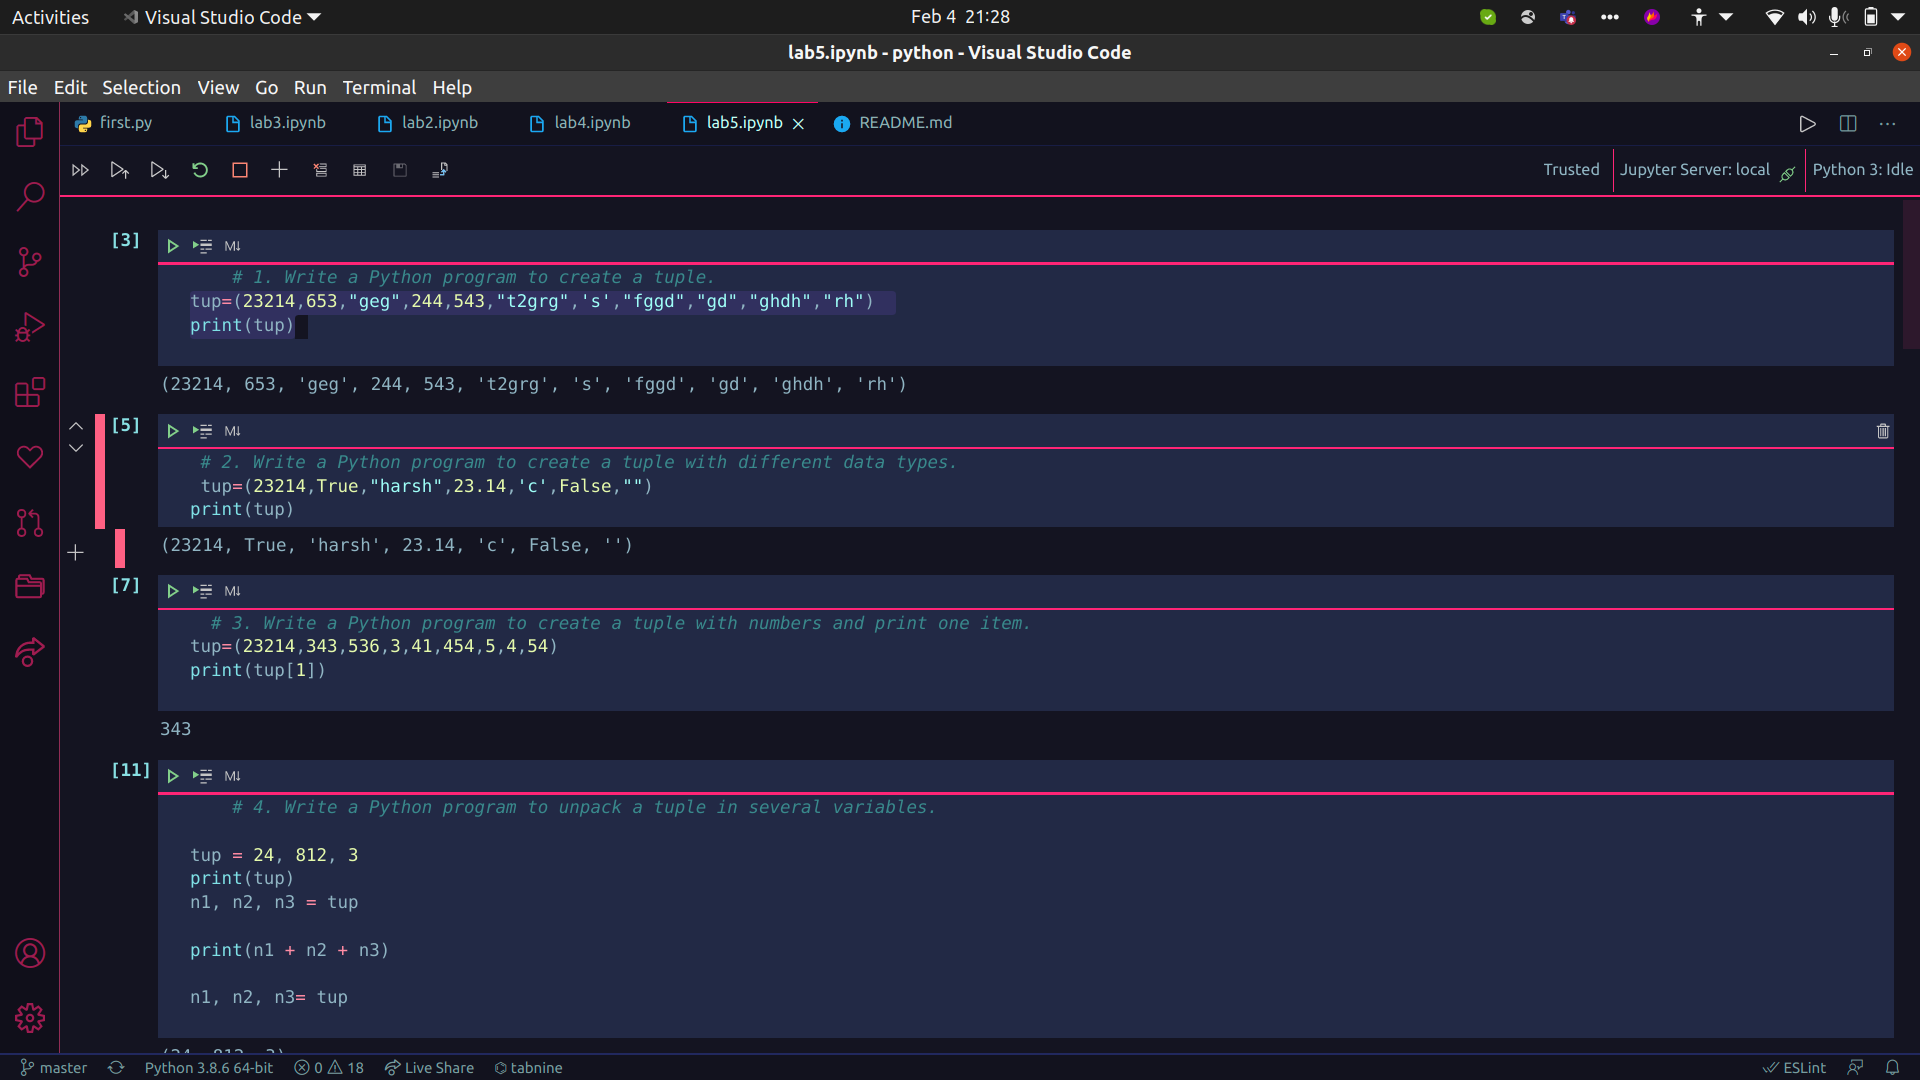 Activities
Visual Studio Code
Feb 4 21:28
lab5.ipynb - python - Visual Studio Code
File Edit Selection View Go Run Terminal Help
first.py
lab3.ipynb
lab2.ipynb
lab4.ipynb
lab5.ipynb
README.md
Trusted
Jupyter Server: local
Python 3: Idle
[3]
M↓
# 1. Write a Python program to create a tuple.
tup=(23214,653,"geg",244,543,"t2grg",'s',"fggd","gd","ghdh","rh")
print(tup)
(23214, 653, 'geg', 244, 543, 't2grg', 's', 'fggd', 'gd', 'ghdh', 'rh')
[5]
M↓
# 2. Write a Python program to create a tuple with different data types.
tup=(23214,True,"harsh",23.14,'c',False,"")
print(tup)
(23214, True, 'harsh', 23.14, 'c', False, '')
[7]
M↓
# 3. Write a Python program to create a tuple with numbers and print one item.
tup=(23214,343,536,3,41,454,5,4,54)
print(tup[1])
343
[11]
M↓
# 4. Write a Python program to unpack a tuple in several variables.
tup = 24, 812, 3
print(tup)
n1, n2, n3 = tup
print(n1 + n2 + n3)
n1, n2, n3= tup
(24, 812, 3)
master
Python 3.8.6 64-bit
0
18
Live Share
tabnine
ESLint